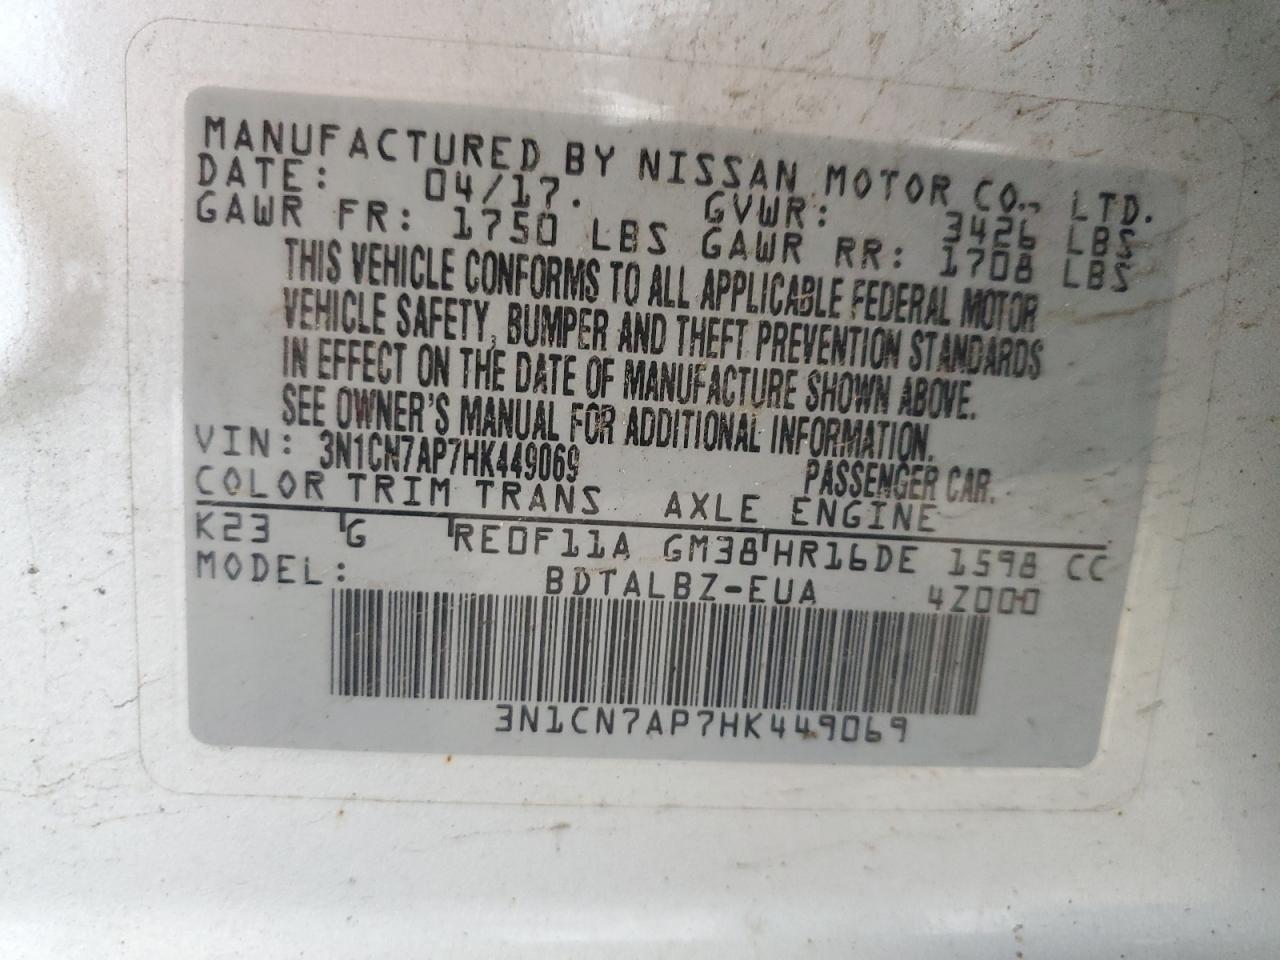 MANUFACTURED BY NISSAN MOTOR CO., LTD.
DATE: 04/17. GVWR: 3426 LBS
GAWR FR: 1750 LBS GAWR RR: 1708 LBS
THIS VEHICLE CONFORMS TO ALL APPLICABLE FEDERAL MOTOR
VEHICLE SAFETY, BUMPER AND THEFT PREVENTION STANDARDS
IN EFFECT ON THE DATE OF MANUFACTURE SHOWN ABOVE.
SEE OWNER'S MANUAL FOR ADDITIONAL INFORMATION.
VIN: 3N1CN7AP7HK449069 PASSENGER CAR.
COLOR TRIM TRANS AXLE ENGINE
K23 G RE0F11A GM38 HR16DE 1598 CC
MODEL: BDTALBZ-EUA 4Z000
3N1CN7AP7HK449069